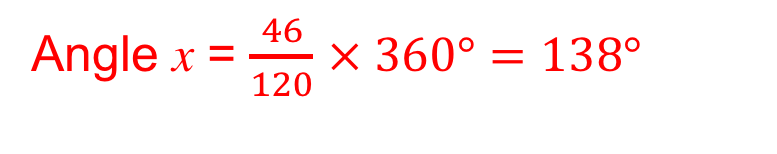 Angle x = 46/120 × 360° = 138°